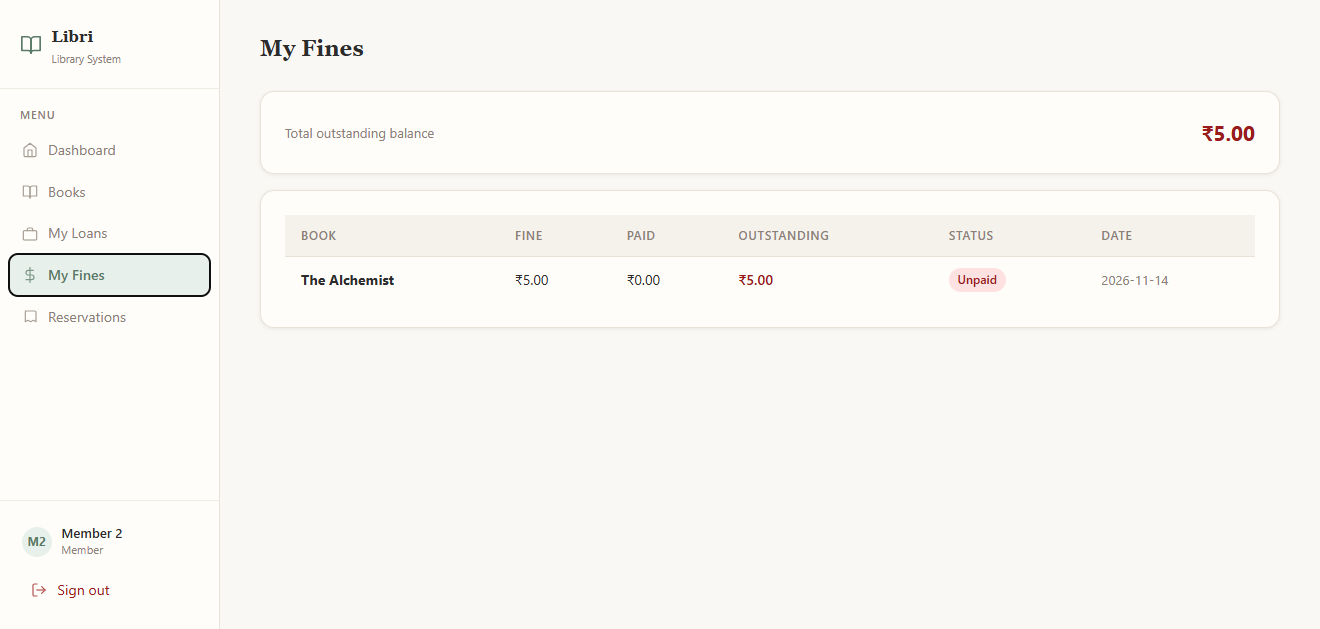 Libri
Library System
MENU
Dashboard
Books
My Loans
My Fines
Reservations
M2
Member 2
Member
Sign out
My Fines
Total outstanding balance ₹5.00
BOOK FINE PAID OUTSTANDING STATUS DATE
The Alchemist ₹5.00 ₹0.00 ₹5.00 Unpaid 2026-11-14